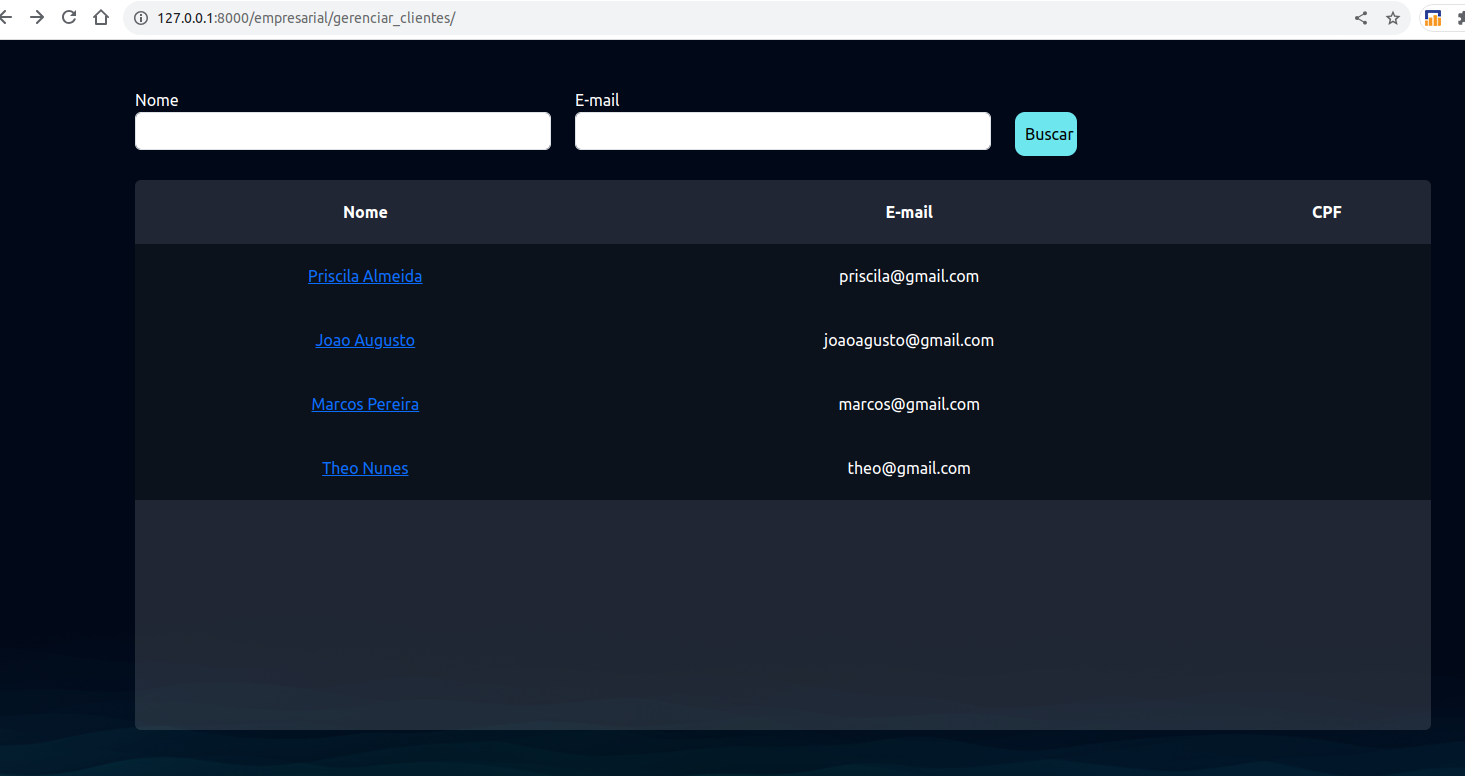 127.0.0.1:8000/empresarial/gerenciar_clientes/
Nome E-mail
Buscar
Nome E-mail CPF
Priscila Almeida priscila@gmail.com
Joao Augusto joaoagusto@gmail.com
Marcos Pereira marcos@gmail.com
Theo Nunes theo@gmail.com